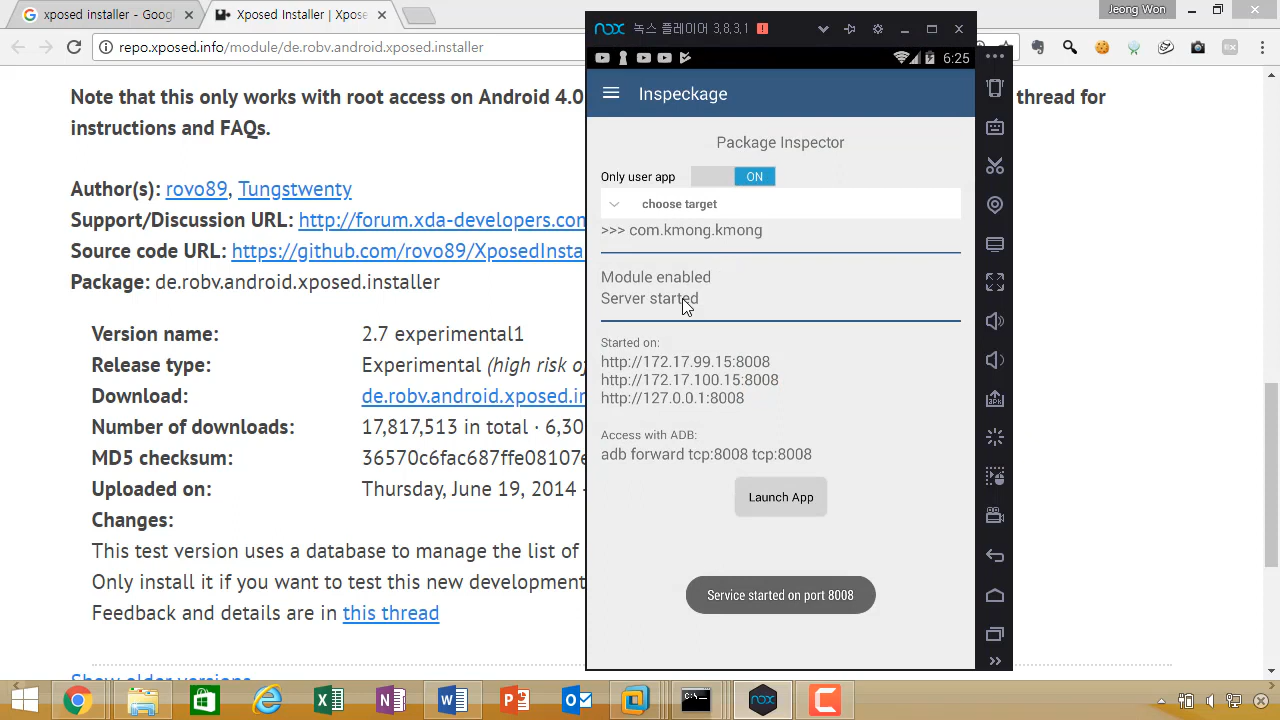 xposed installer - Googl
Xposed Installer | Xpose
Jeong Won
repo.xposed.info/module/de.robv.android.xposed.installer
Note that this only works with root access on Android 4.0
thread for
instructions and FAQs.
Author(s): rovo89, Tungstwenty
Support/Discussion URL: http://forum.xda-developers.con
Source code URL: https://github.com/rovo89/XposedInsta
Package: de.robv.android.xposed.installer
Version name: 2.7 experimental1
Release type: Experimental (high risk of
Download: de.robv.android.xposed.in
Number of downloads: 17,817,513 in total · 6,30
MD5 checksum: 36570c6fac687ffe08107e
Uploaded on: Thursday, June 19, 2014 -
Changes:
This test version uses a database to manage the list of
Only install it if you want to test this new development
Feedback and details are in this thread
Show older versions
nox 녹스 플레이어 3,8,3,1
6:25
Inspeckage
Package Inspector
Only user app ON
choose target
>>> com.kmong.kmong
Module enabled
Server started
Started on:
http://172.17.99.15:8008
http://172.17.100.15:8008
http://127.0.0.1:8008
Access with ADB:
adb forward tcp:8008 tcp:8008
Launch App
Service started on port 8008